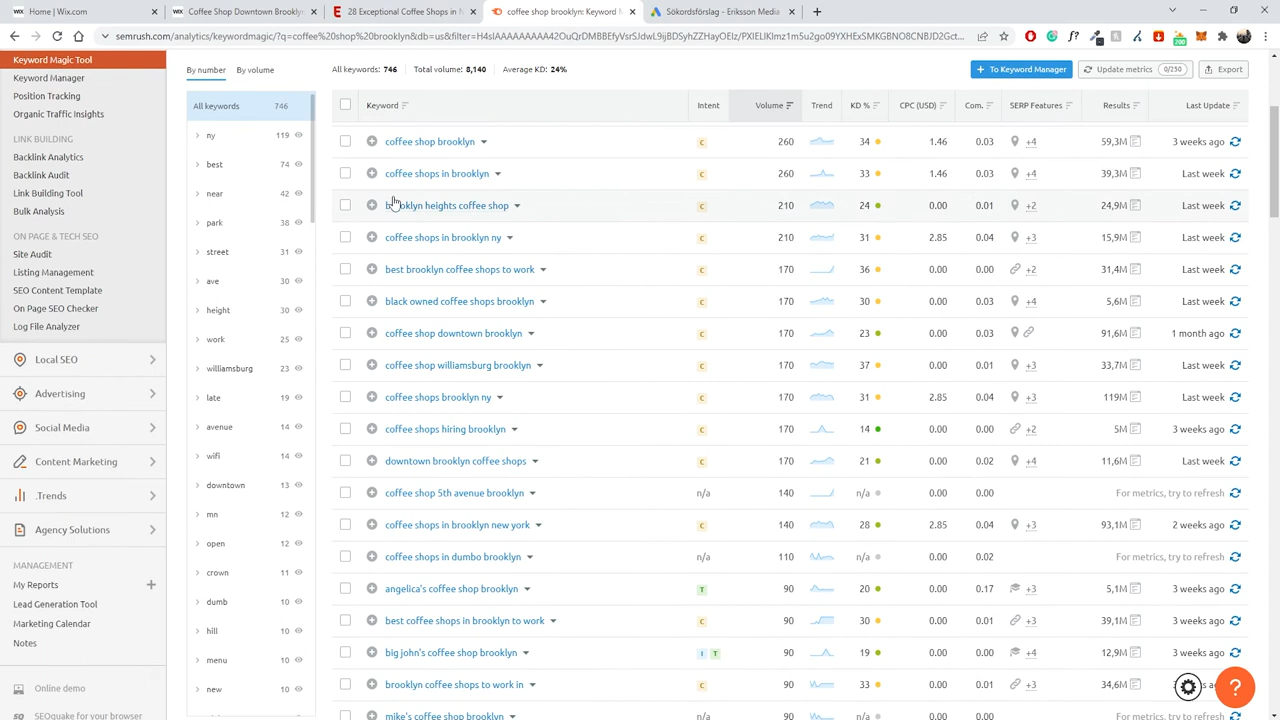 Home | Wix.com
Coffee Shop Downtown Brooklyn
28 Exceptional Coffee Shops in N
coffee shop brooklyn: Keyword M
Sökordsförslag - Eriksson Media
semrush.com/analytics/keywordmagic/?q=coffee%20shop%20brooklyn&db=us&filter=
Keyword Magic Tool
Keyword Manager
Position Tracking
Organic Traffic Insights
LINK BUILDING
Backlink Analytics
Backlink Audit
Link Building Tool
Bulk Analysis
ON PAGE & TECH SEO
Site Audit
Listing Management
SEO Content Template
On Page SEO Checker
Log File Analyzer
Local SEO
Advertising
Social Media
Content Marketing
.Trends
Agency Solutions
MANAGEMENT
My Reports
Lead Generation Tool
Marketing Calendar
Notes
Online demo
SEOquake for your browser
By number By volume
All keywords 746
ny 119
best 74
near 42
park 38
street 31
ave 30
height 30
work 25
williamsburg 23
late 19
avenue 14
wifi 14
downtown 13
mn 12
open 12
crown 11
dumb 10
hill 10
menu 10
new 10
All keywords: 746 Total volume: 8,140 Average KD: 24%
To Keyword Manager Update metrics 0/250 Export
Keyword Intent Volume Trend KD % CPC (USD) Com. SERP Features Results Last Update
coffee shop brooklyn C 260 34 1.46 0.03 +4 59,3M 3 weeks ago
coffee shops in brooklyn C 260 33 1.46 0.03 +4 39,3M Last week
brooklyn heights coffee shop C 210 24 0.00 0.03 +2 24,9M Last week
coffee shops in brooklyn ny C 210 31 2.85 0.04 +3 15,9M Last week
best brooklyn coffee shops to work C 170 36 0.00 0.00 +2 31,4M Last week
black owned coffee shops brooklyn C 170 30 0.00 0.03 +4 5,6M Last week
coffee shop downtown brooklyn C 170 23 0.00 0.03 91,6M 1 month ago
coffee shop williamsburg brooklyn C 170 37 0.00 0.01 +3 33,7M Last week
coffee shops brooklyn ny C 170 31 2.85 0.04 +3 119M Last week
coffee shops hiring brooklyn C 170 14 0.00 0.00 +2 5M 3 weeks ago
downtown brooklyn coffee shops C 170 21 0.00 0.02 +4 11,6M Last week
coffee shop 5th avenue brooklyn n/a 140 n/a 0.00 0.00 For metrics, try to refresh
coffee shops in brooklyn new york C 140 28 2.85 0.04 +3 93,1M 2 weeks ago
coffee shops in dumbo brooklyn n/a 110 n/a 0.00 0.02 For metrics, try to refresh
angelica's coffee shop brooklyn T 90 20 0.00 0.17 +3 5,1M 3 weeks ago
best coffee shops in brooklyn to work C 90 30 0.00 0.01 +3 39,1M 3 weeks ago
big john's coffee shop brooklyn I T 90 19 0.00 0.00 +4 12,9M 3 weeks ago
brooklyn coffee shops to work in C 90 33 0.00 0.01 +3 34,6M ks ago
mike's coffee shop brooklyn